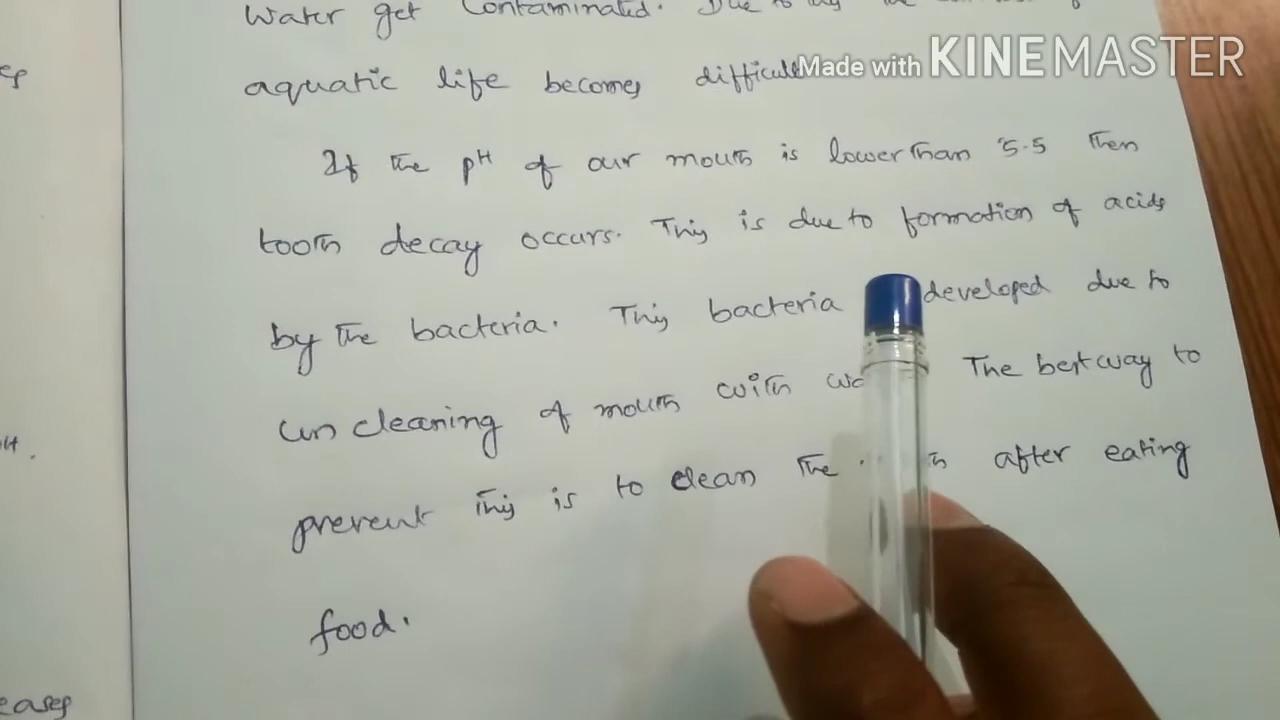 Water get Contaminated. Due to
aquatic life becomes difficult
Made with KINEMASTER
If the pH of our mouth is lower than 5.5 then
tooth decay occurs. This is due to formation of acids
by the bacteria. This bacteria developed due to
un cleaning of mouth with The best way to
prevent this is to clean the after eating
food.